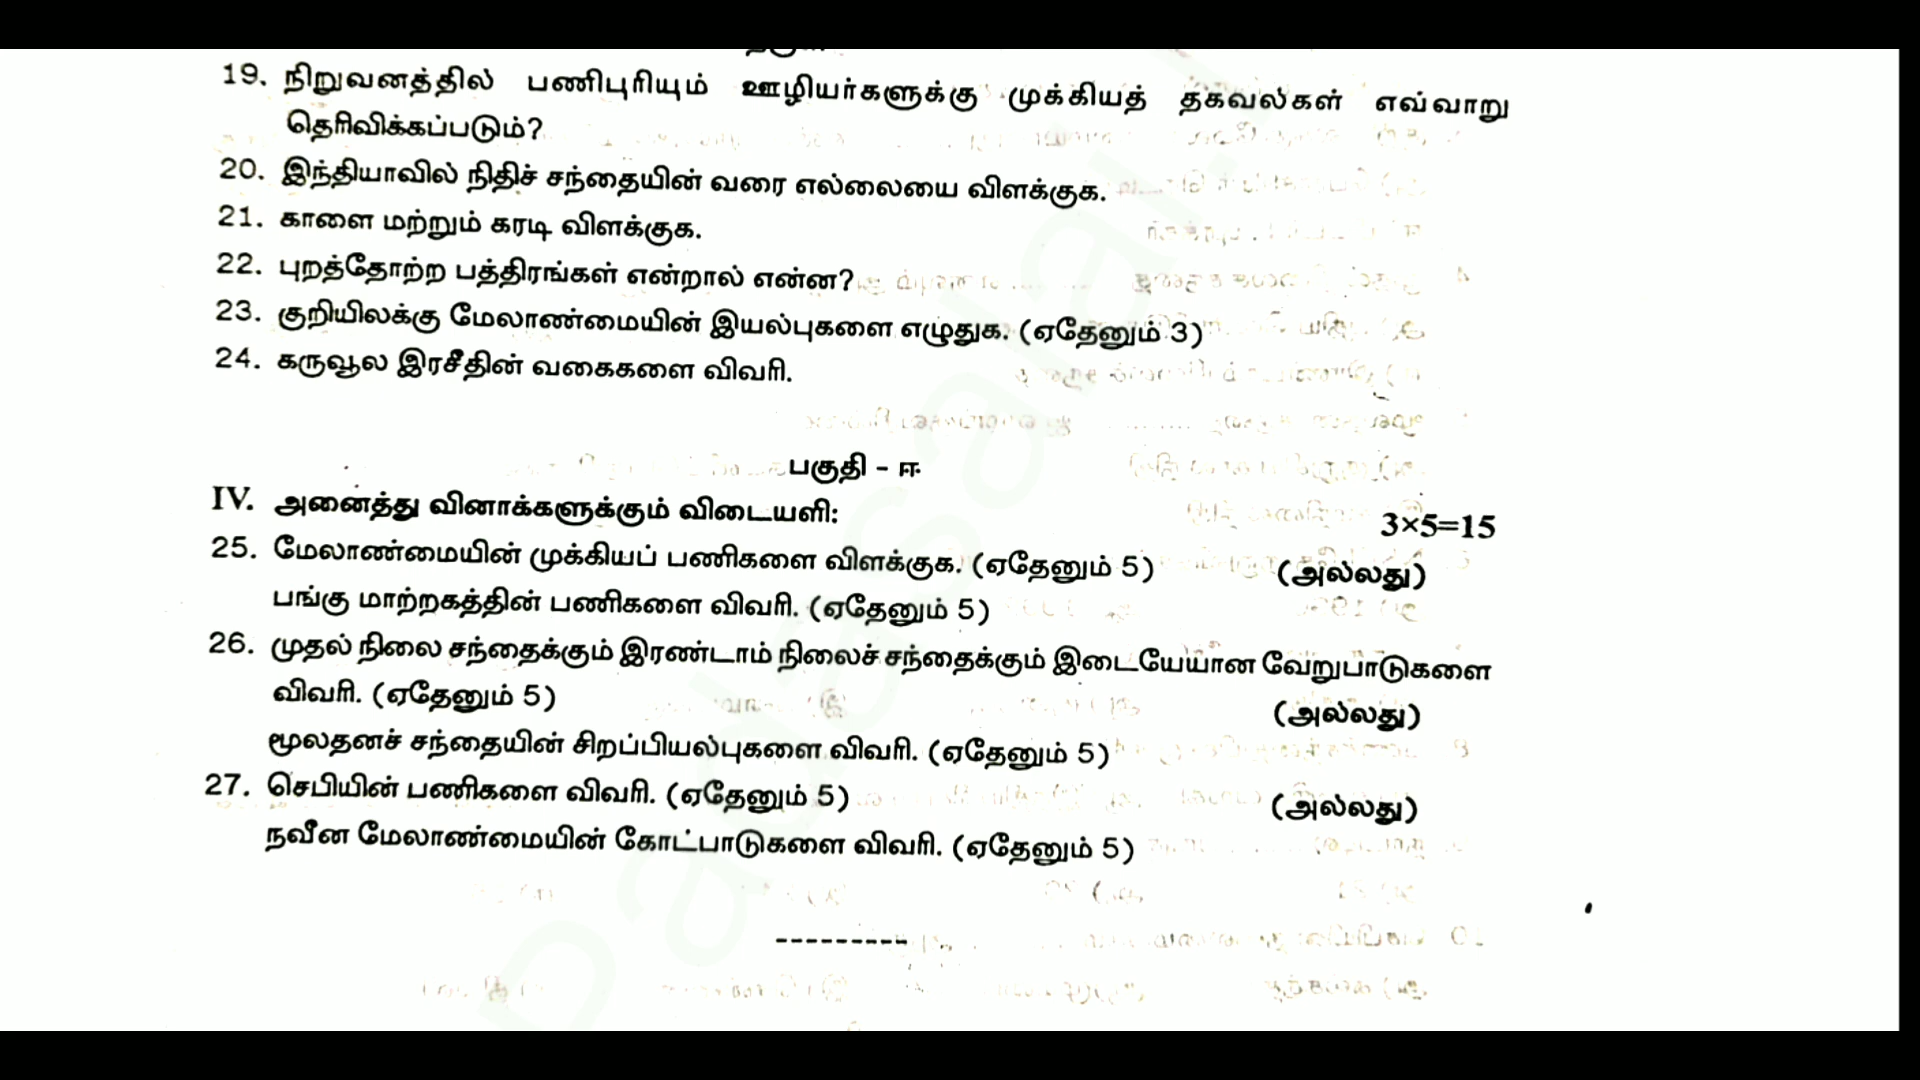 19. நிறுவனத்தில் பணிபுரியும் ஊழியர்களுக்கு முக்கியத் தகவல்கள் எவ்வாறு
தெரிவிக்கப்படும்?
20. இந்தியாவில் நிதிச் சந்தையின் வரை எல்லையை விளக்குக.
21. காளை மற்றும் கரடி விளக்குக.
22. புறத்தோற்ற பத்திரங்கள் என்றால் என்ன?
23. குறியிலக்கு மேலாண்மையின் இயல்புகளை எழுதுக. (ஏதேனும் 3)
24. கருவூல இரசீதின் வகைகளை விவரி.
பகுதி - ஈ
IV. அனைத்து வினாக்களுக்கும் விடையளி: 3×5=15
25. மேலாண்மையின் முக்கியப் பணிகளை விளக்குக. (ஏதேனும் 5) (அல்லது)
பங்கு மாற்றகத்தின் பணிகளை விவரி. (ஏதேனும் 5)
26. முதல் நிலை சந்தைக்கும் இரண்டாம் நிலைச் சந்தைக்கும் இடையேயான வேறுபாடுகளை
விவரி. (ஏதேனும் 5) (அல்லது)
மூலதனச் சந்தையின் சிறப்பியல்புகளை விவரி. (ஏதேனும் 5)
27. செபியின் பணிகளை விவரி. (ஏதேனும் 5) (அல்லது)
நவீன மேலாண்மையின் கோட்பாடுகளை விவரி. (ஏதேனும் 5)
---------